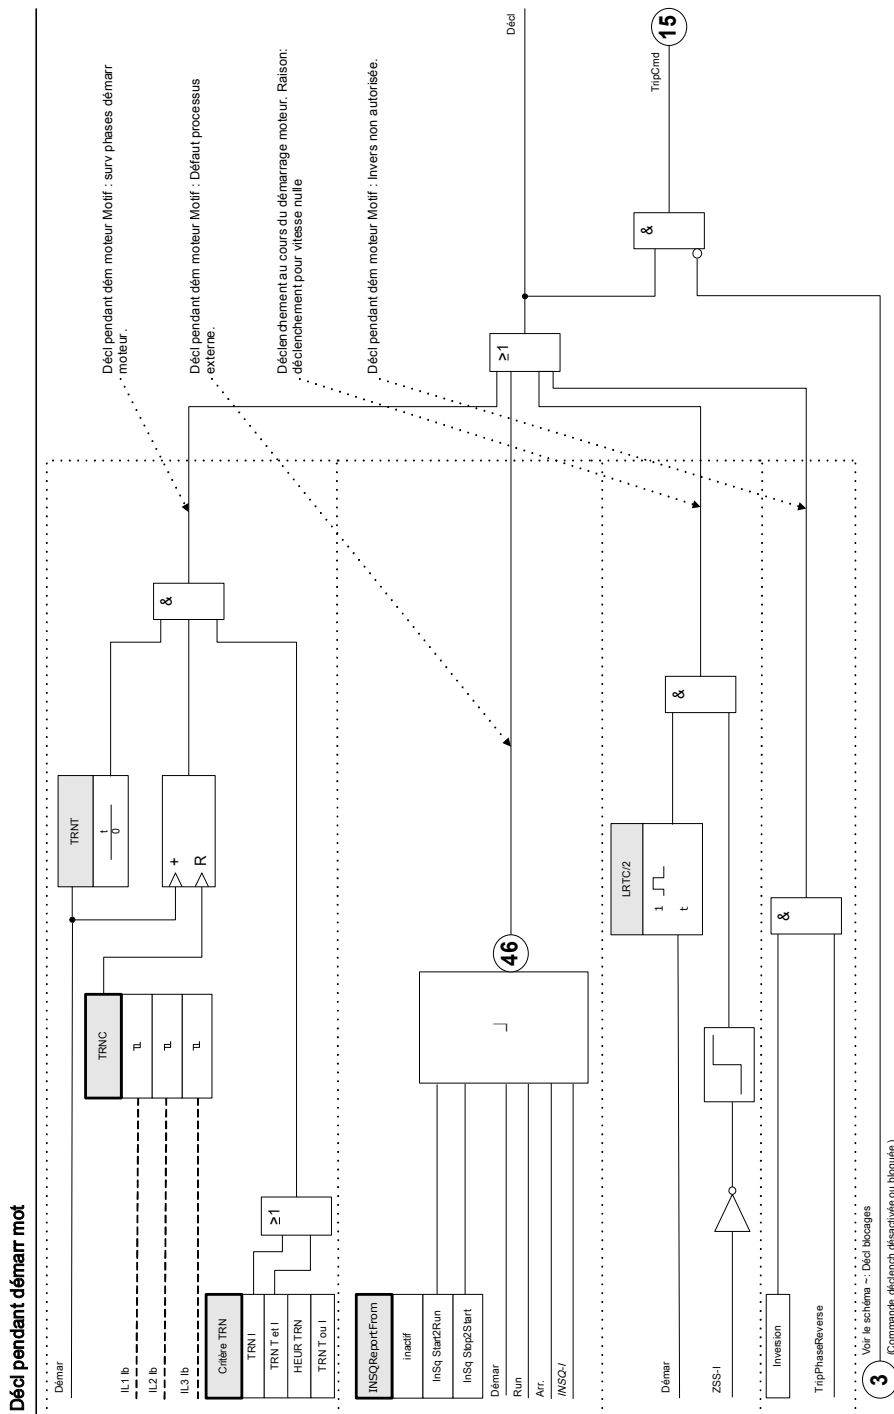 Décl pendant démarr mot
Démar
IL1 Ib
IL2 Ib
IL3 Ib
TRNC
TRNT
t
0
+
R
&
Critère TRN
TRN I
TRN T et I
HEUR TRN
TRN T ou I
≥1
Décl pendant dém moteur Motif : surv phases démarr
moteur.
Décl pendant dém moteur Motif : Défaut processus
externe.
Déclenchement au cours du démarrage moteur. Raison:
déclenchement pour vitesse nulle
Décl pendant dém moteur Motif : Invers non autorisée.
INSQReportFrom
inactif
InSq Start2Run
InSq Stop2Start
Démar
Run
Arr.
INSQ-I
46
≥1
Décl
Démar
LRTC/2
1
t
ZSS-I
&
&
TripCmd
15
Inversion
TripPhaseReverse
&
3
Voir le schéma ~: Décl blocages
(Commande déclench désactivée ou bloquée.)